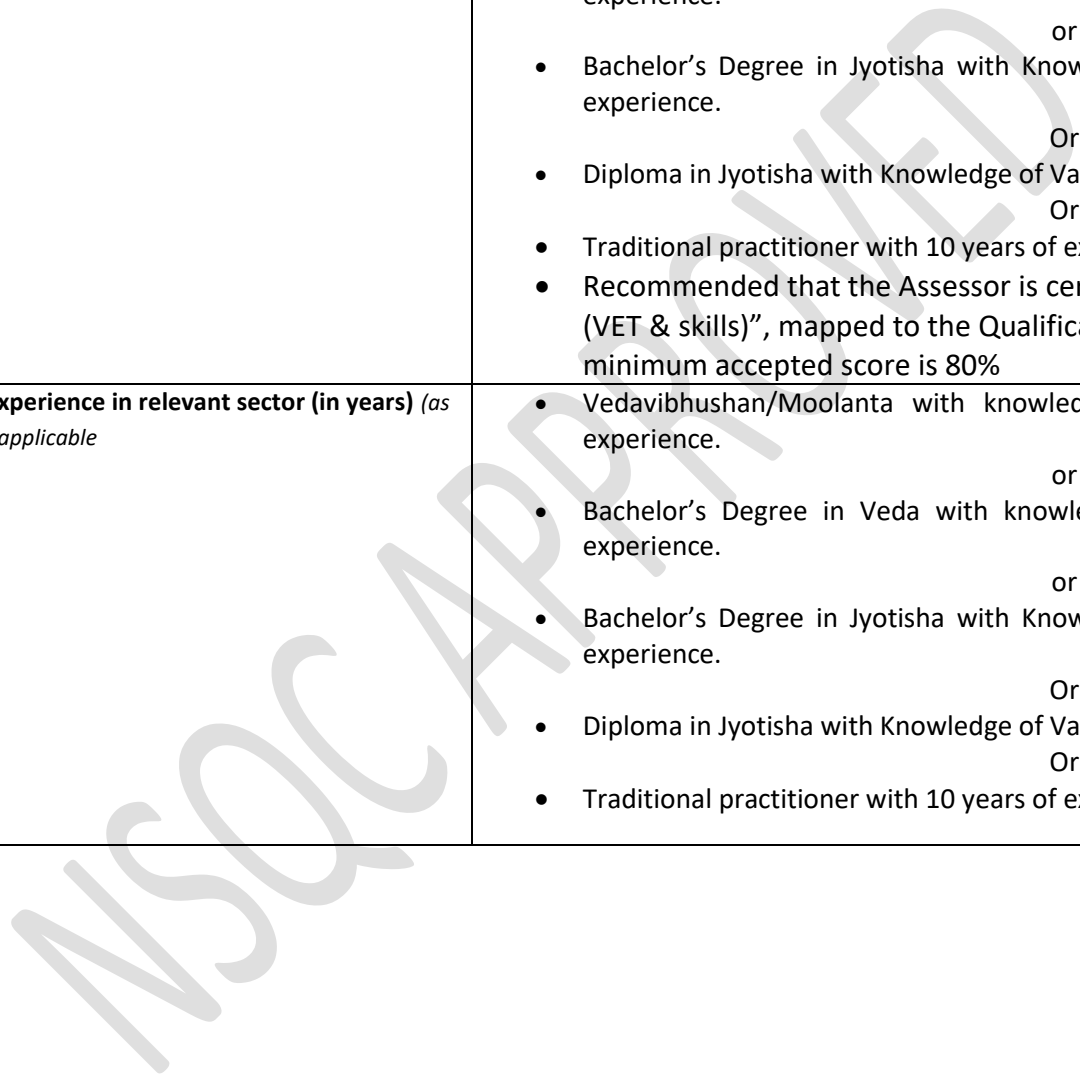 experience.
or
• Bachelor's Degree in Jyotisha with Know
experience.
Or
• Diploma in Jyotisha with Knowledge of Va
Or
• Traditional practitioner with 10 years of e
• Recommended that the Assessor is cer
(VET & skills)”, mapped to the Qualifica
minimum accepted score is 80%
xperience in relevant sector (in years) (as
applicable
• Vedavibhushan/Moolanta with knowled
experience.
or
• Bachelor’s Degree in Veda with knowle
experience.
or
• Bachelor’s Degree in Jyotisha with Know
experience.
Or
• Diploma in Jyotisha with Knowledge of Va
Or
• Traditional practitioner with 10 years of e
NSQC APPROVED